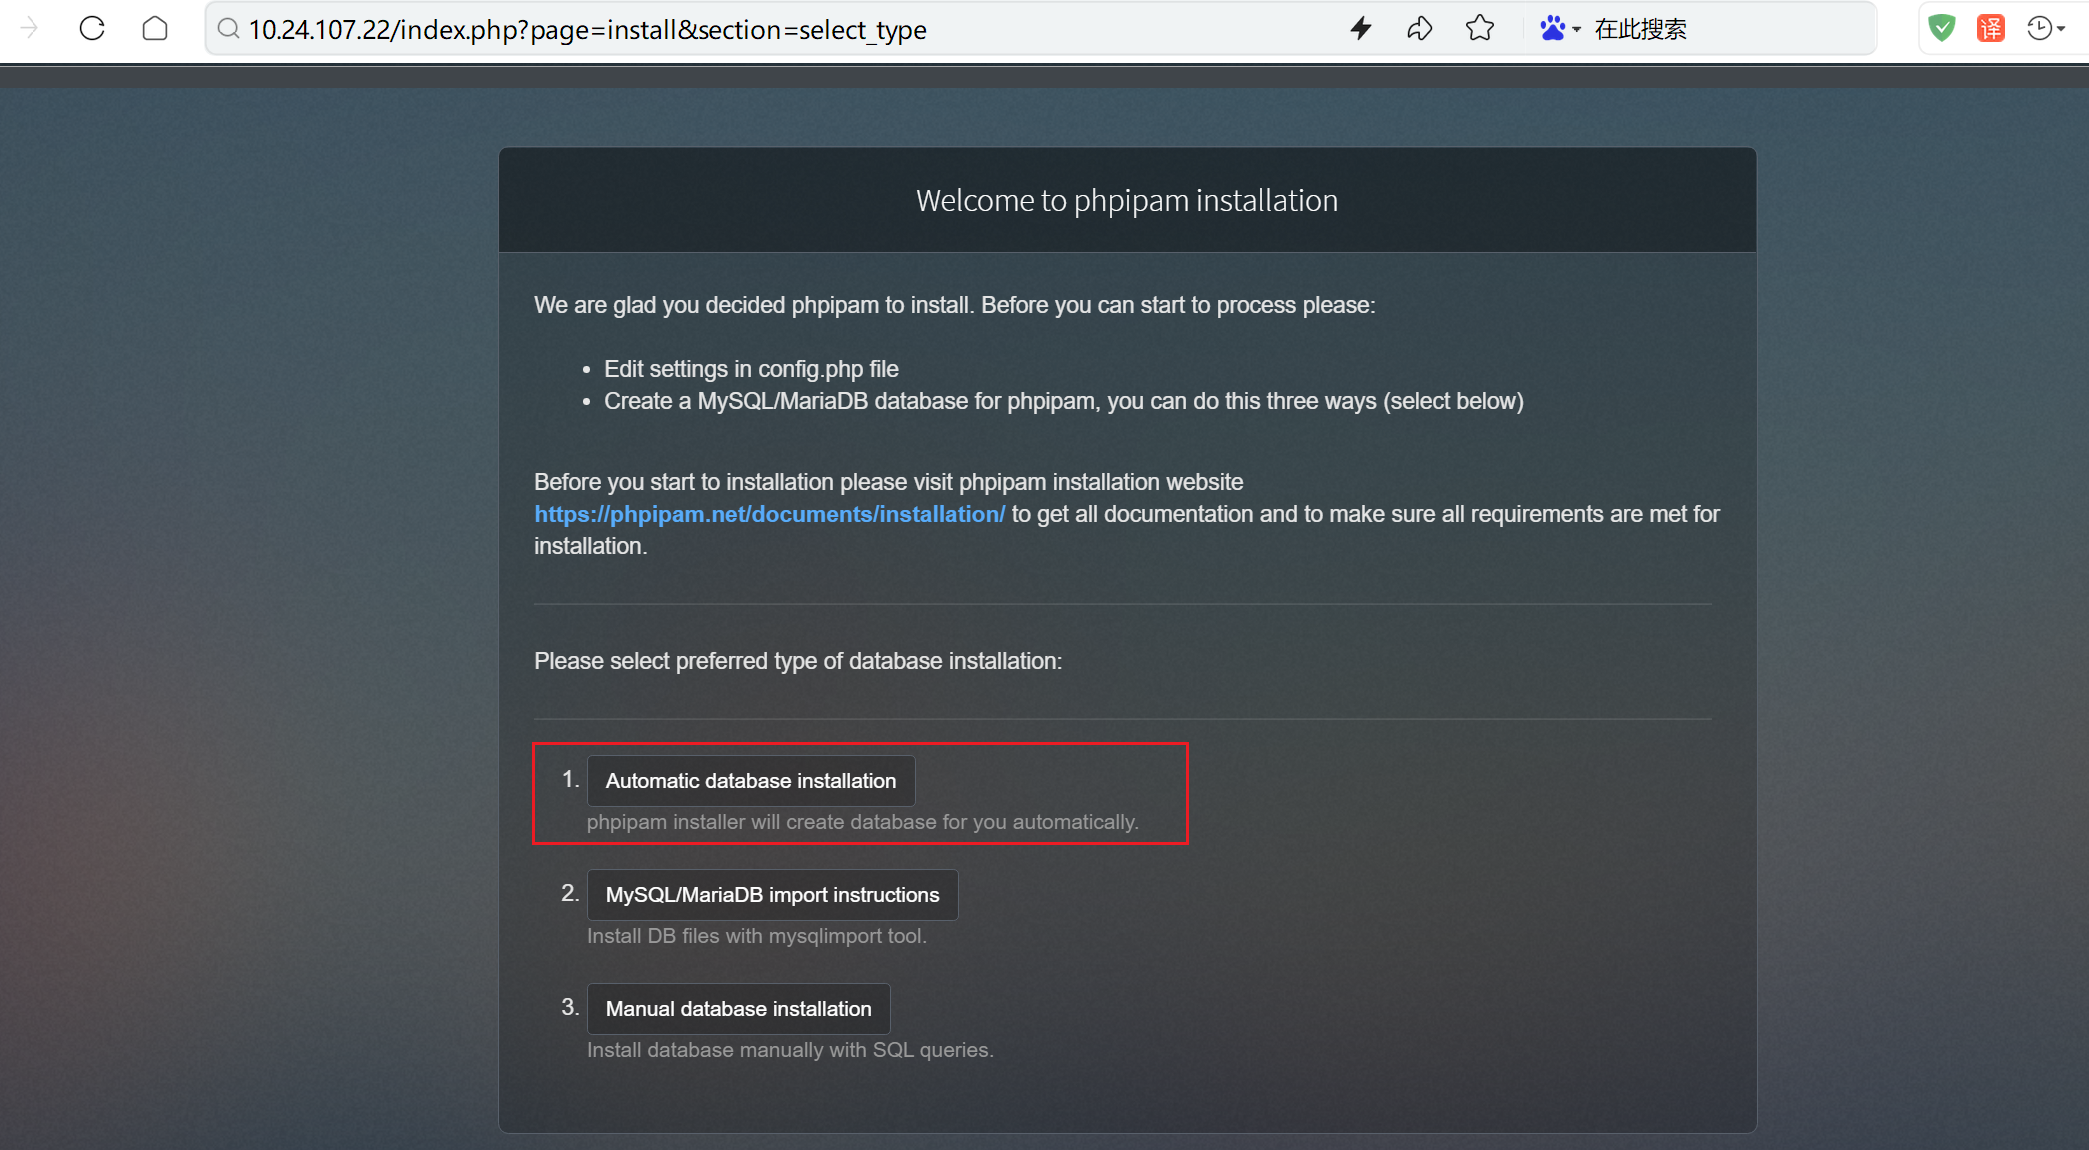 10.24.107.22/index.php?page=install&section=select_type
在此搜索
译
Welcome to phpipam installation
We are glad you decided phpipam to install. Before you can start to process please:
• Edit settings in config.php file
• Create a MySQL/MariaDB database for phpipam, you can do this three ways (select below)
Before you start to installation please visit phpipam installation website
https://phpipam.net/documents/installation/ to get all documentation and to make sure all requirements are met for
installation.
Please select preferred type of database installation:
1. Automatic database installation
phpipam installer will create database for you automatically.
2. MySQL/MariaDB import instructions
Install DB files with mysqlimport tool.
3. Manual database installation
Install database manually with SQL queries.